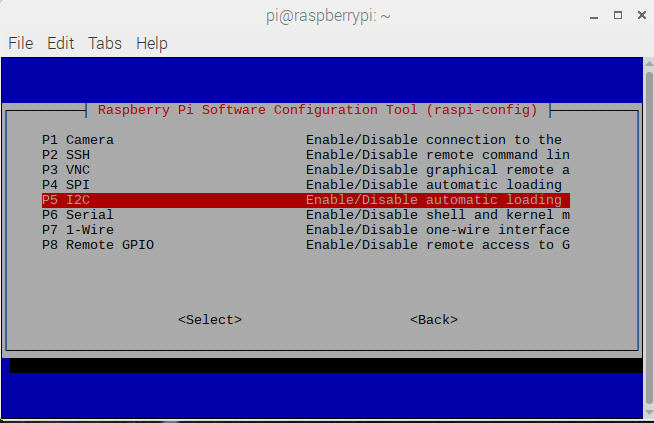 pi@raspberrypi: ~
File Edit Tabs Help
Raspberry Pi Software Configuration Tool (raspi-config)
P1 Camera Enable/Disable connection to the
P2 SSH Enable/Disable remote command lin
P3 VNC Enable/Disable graphical remote a
P4 SPI Enable/Disable automatic loading
P5 I2C Enable/Disable automatic loading
P6 Serial Enable/Disable shell and kernel m
P7 1-Wire Enable/Disable one-wire interface
P8 Remote GPIO Enable/Disable remote access to G
<Select> <Back>